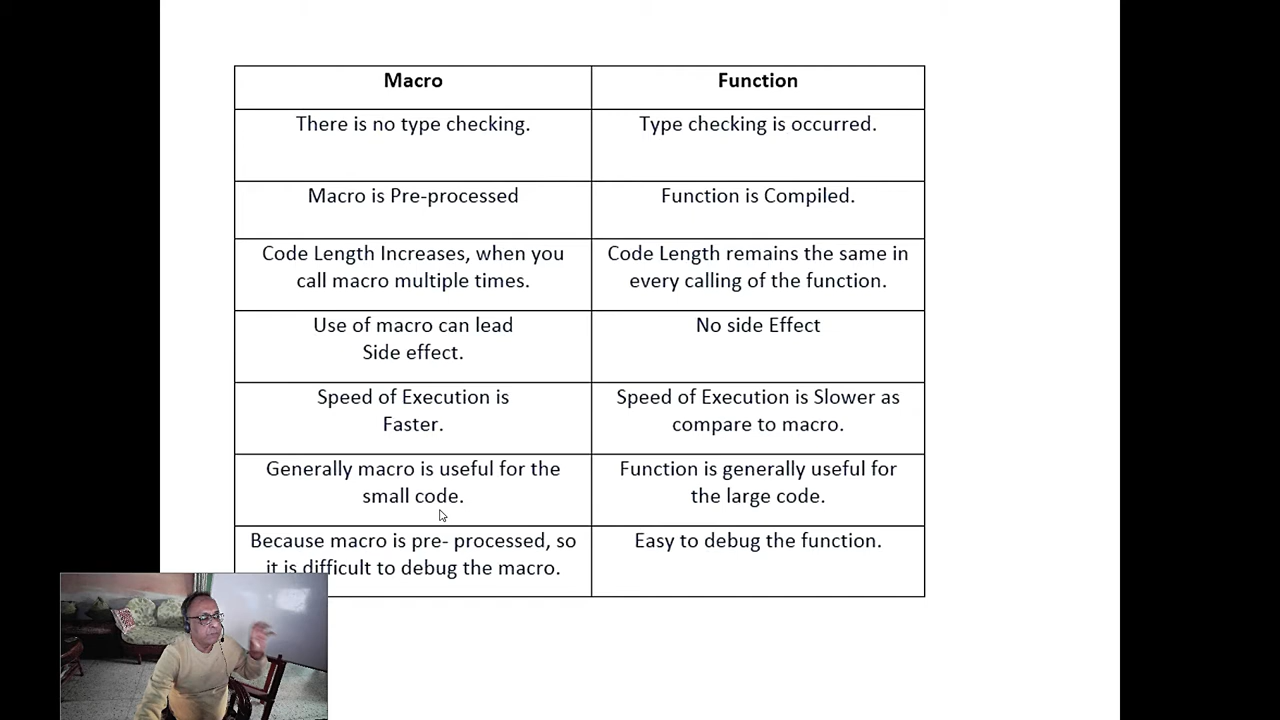 Macro
Function
There is no type checking.
Type checking is occurred.
Macro is Pre-processed
Function is Compiled.
Code Length Increases, when you
call macro multiple times.
Code Length remains the same in
every calling of the function.
Use of macro can lead
Side effect.
No side Effect
Speed of Execution is
Faster.
Speed of Execution is Slower as
compare to macro.
Generally macro is useful for the
small code.
Function is generally useful for
the large code.
Because macro is pre- processed, so
it is difficult to debug the macro.
Easy to debug the function.